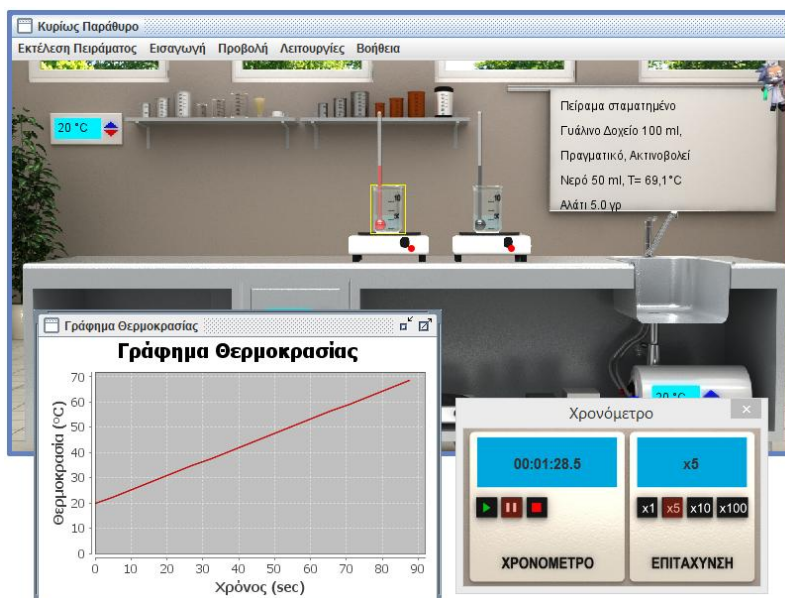 Κυρίως Παράθυρο
Εκτέλεση Πειράματος Εισαγωγή Προβολή Λειτουργίες Βοήθεια
20 °C
Πείραμα σταματημένο
Γυάλινο Δοχείο 100 ml,
Πραγματικό, Ακτινοβολεί
Νερό 50 ml, T= 69,1°C
Αλάτι 5.0 γρ
Γράφημα Θερμοκρασίας
Γράφημα Θερμοκρασίας
Θερμοκρασία (°C)
70
60
50
40
30
20
10
0
0 10 20 30 40 50 60 70 80 90
Χρόνος (sec)
20 °C
Χρονόμετρο
00:01:28.5
x5
x1 x5 x10 x100
ΧΡΟΝΟΜΕΤΡΟ
ΕΠΙΤΑΧΥΝΣΗ